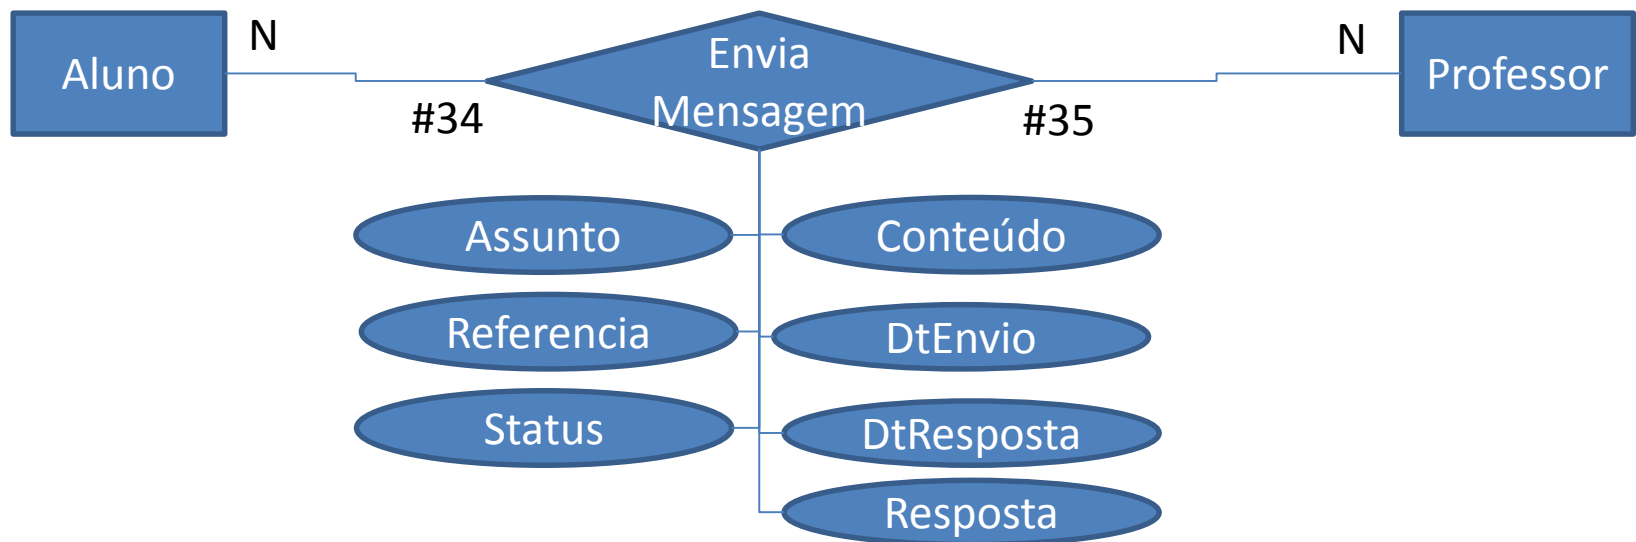 Aluno
N
#34
Envia
Mensagem
#35
N
Professor
Assunto
Conteúdo
Referencia
DtEnvio
Status
DtResposta
Resposta